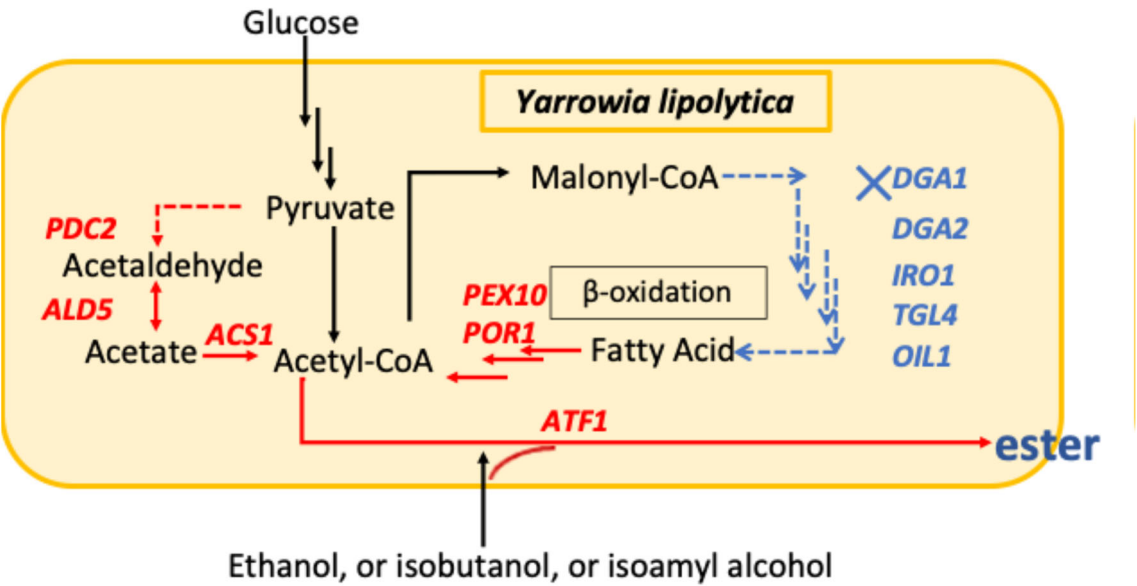 Glucose
Yarrowia lipolytica
Malonyl-CoA
DGA1
Pyruvate
PDC2
DGA2
Acetaldehyde
IRO1
PEX10
β-oxidation
ALD5
TGL4
ACS1
POR1
Acetate
Acetyl-CoA
Fatty Acid
OIL1
ATF1
ester
Ethanol, or isobutanol, or isoamyl alcohol